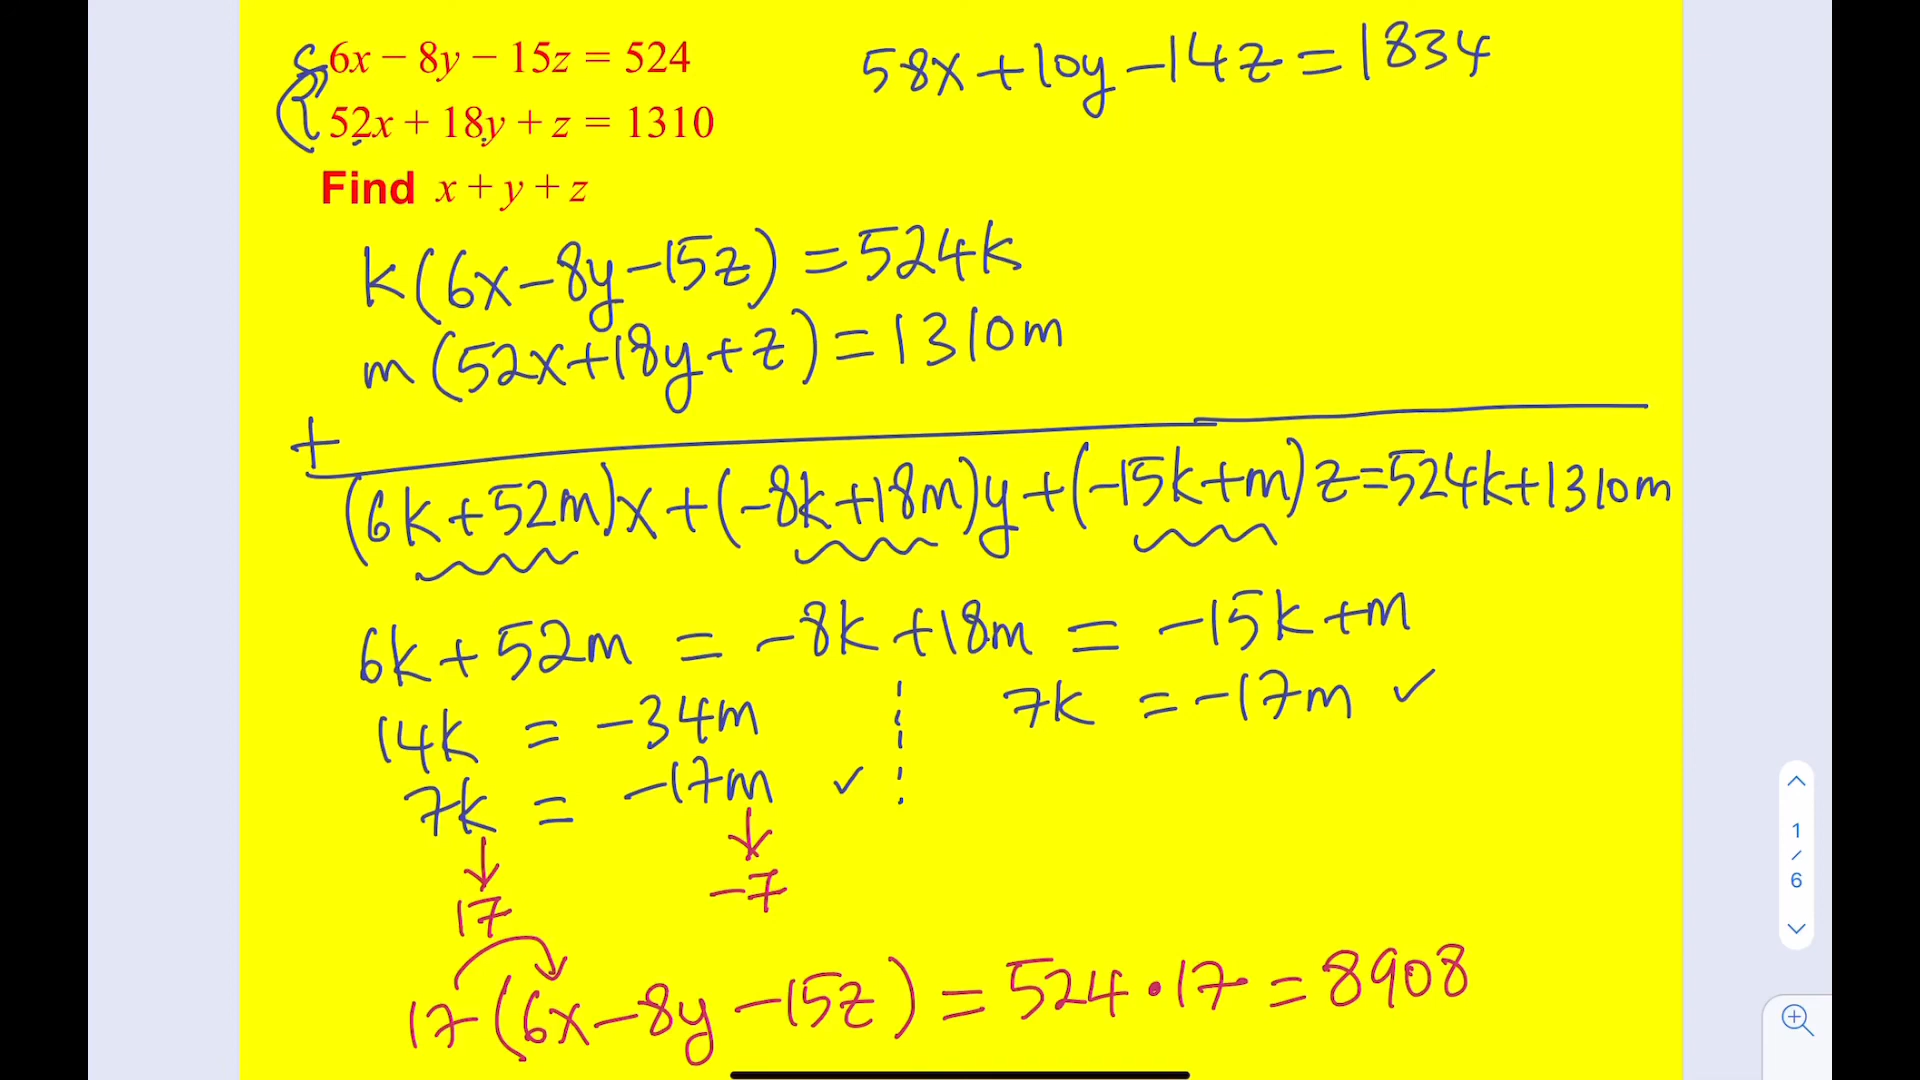 6x − 8y − 15z = 524
58x + 10y − 14z = 1834
52x + 18y + z = 1310
Find x + y + z
k(6x − 8y − 15z) = 524k
m(52x + 18y + z) = 1310m
+
(6k + 52m)x + (−8k + 18m)y + (−15k + m)z = 524k + 1310m
6k + 52m = −8k + 18m = −15k + m
14k = −34m
7k = −17m ✓
7k = −17m ✓
17
−7
17(6x − 8y − 15z) = 524 · 17 = 8908
1
/
6